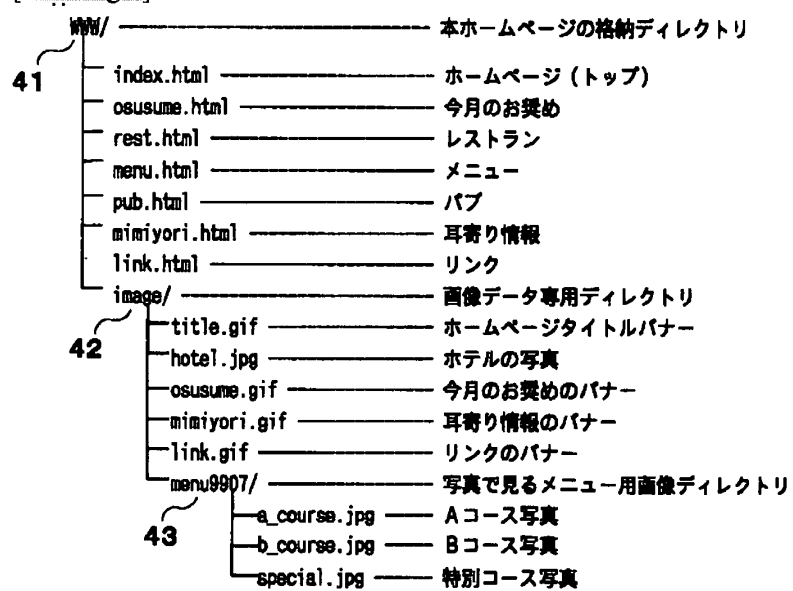 www/ 本ホームページの格納ディレクトリ
41
index.html ホームページ (トップ)
osusume.html 今月のお奨め
rest.html レストラン
menu.html メニュー
pub.html パブ
mimiyori.html 耳寄り情報
link.html リンク
image/ 画像データ専用ディレクトリ
42
title.gif ホームページタイトルバナー
hotel.jpg ホテルの写真
osusume.gif 今月のお奨めのバナー
mimiyori.gif 耳寄り情報のバナー
link.gif リンクのバナー
menu9907/ 写真で見るメニュー用画像ディレクトリ
43
a_course.jpg Aコース写真
b_course.jpg Bコース写真
special.jpg 特別コース写真